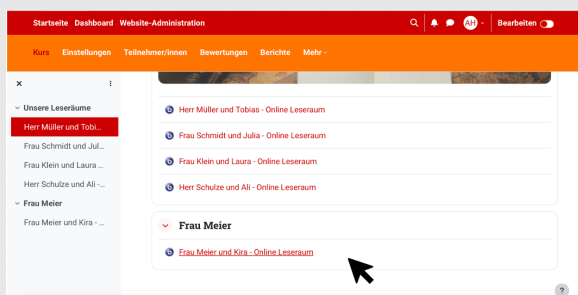 Startseite Dashboard Website-Administration AH Bearbeiten
Kurs Einstellungen Teilnehmer/innen Bewertungen Berichte Mehr
Unsere Leseräume
Herr Müller und Tobi...
Frau Schmidt und Jul...
Frau Klein und Laura ...
Herr Schulze und Ali -...
Frau Meier
Frau Meier und Kira - ...
Herr Müller und Tobias - Online Leseraum
Frau Schmidt und Julia - Online Leseraum
Frau Klein und Laura - Online Leseraum
Herr Schulze und Ali - Online Leseraum
Frau Meier
Frau Meier und Kira - Online Leseraum
?